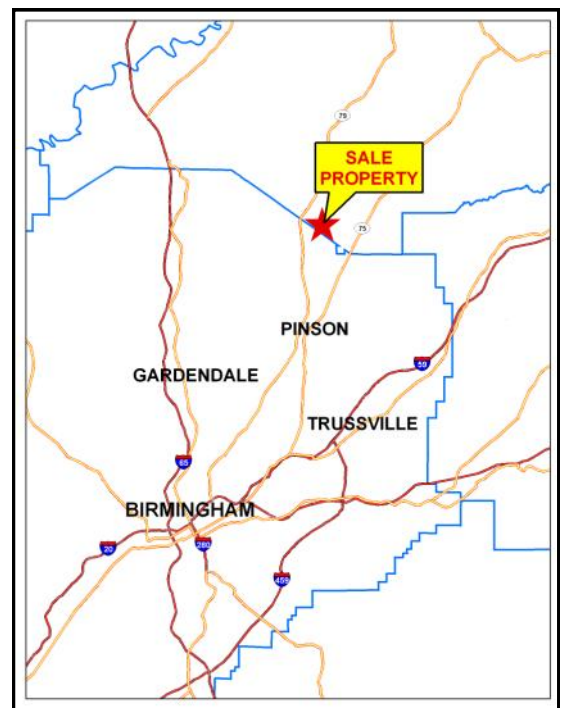 79
SALE
PROPERTY
75
PINSON
59
GARDENDALE
TRUSSVILLE
65
BIRMINGHAM
20
280
459